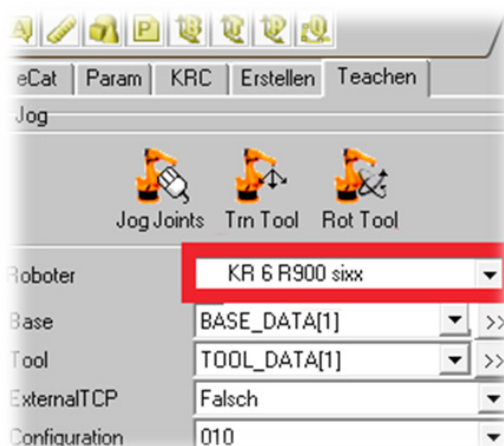 eCat Param KRC Erstellen Teachen
Jog
Jog Joints Trn Tool Rot Tool
Roboter KR 6 R900 sixx
Base BASE_DATA[1] >>
Tool TOOL_DATA[1] >>
ExternalTCP Falsch
Configuration 010